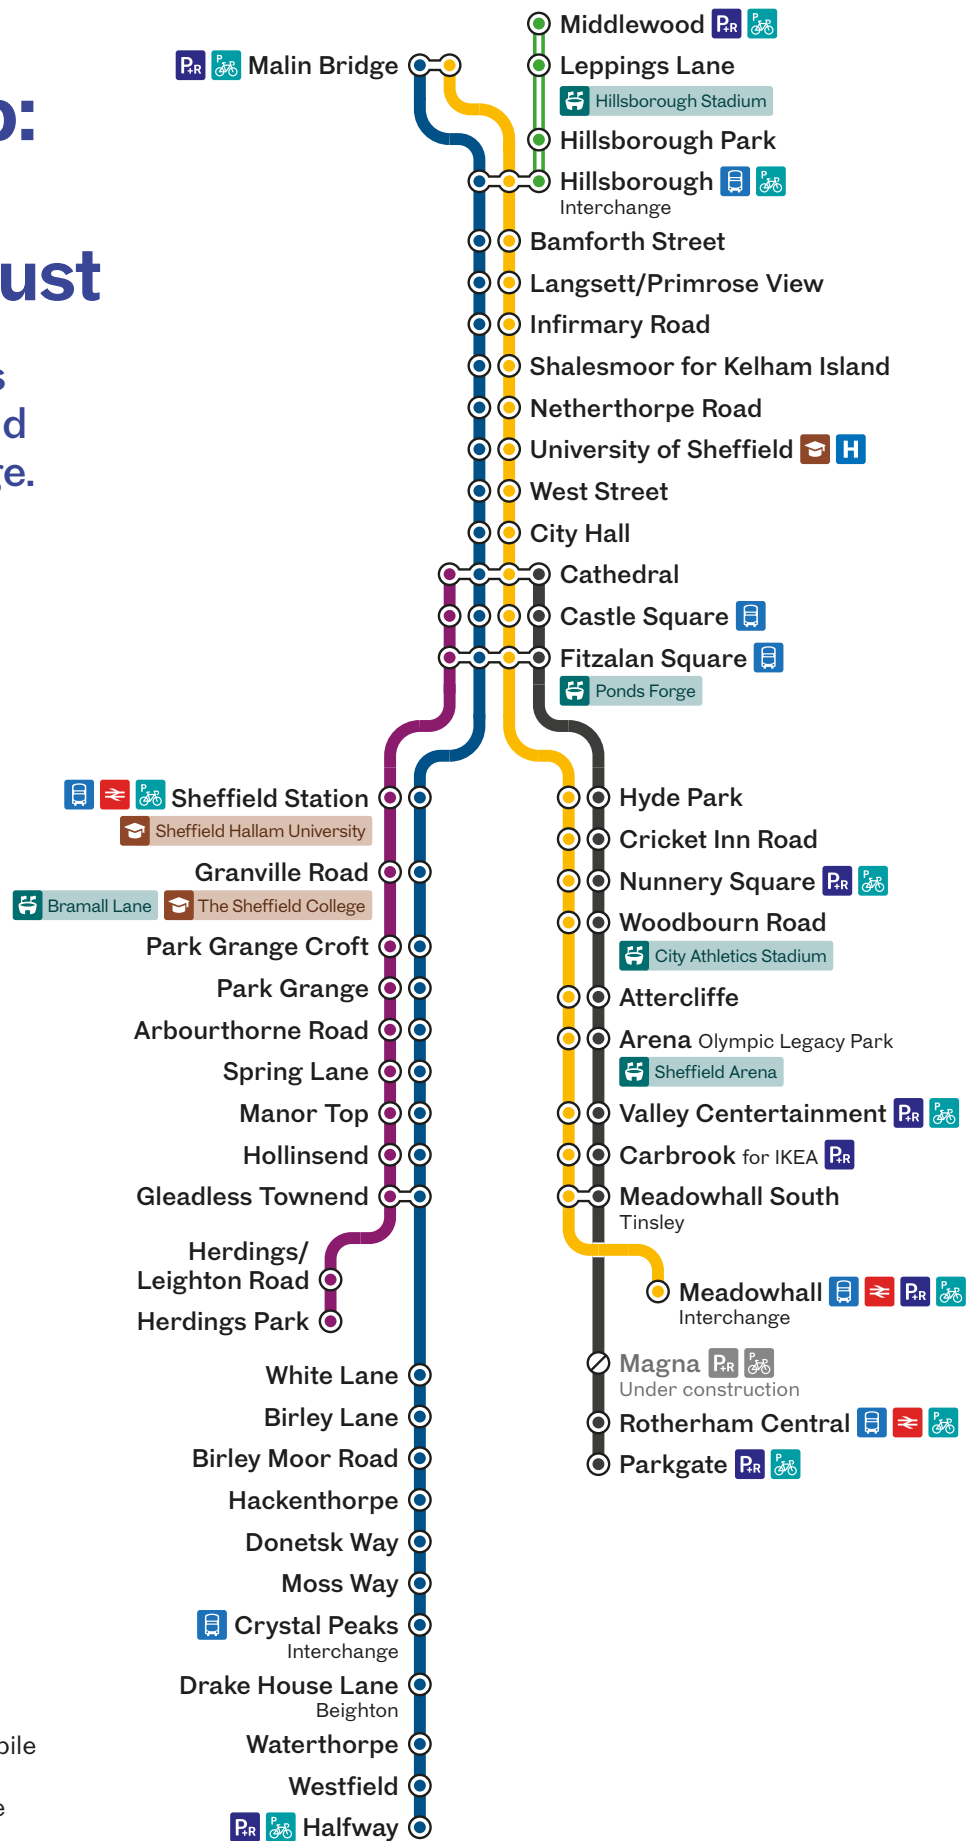 o:
ust
s
d
ge.
Middlewood P+R P
P+R P Malin Bridge
Leppings Lane
Hillsborough Stadium
Hillsborough Park
Hillsborough P
Interchange
Bamforth Street
Langsett/Primrose View
Infirmary Road
Shalesmoor for Kelham Island
Netherthorpe Road
University of Sheffield H
West Street
City Hall
Cathedral
Castle Square
Fitzalan Square
Ponds Forge
P Sheffield Station
Sheffield Hallam University
Granville Road
Bramall Lane The Sheffield College
Park Grange Croft
Park Grange
Arbourthorne Road
Spring Lane
Manor Top
Hollinsend
Gleadless Townend
Herdings/
Leighton Road
Herdings Park
Hyde Park
Cricket Inn Road
Nunnery Square P+R P
Woodbourn Road
City Athletics Stadium
Attercliffe
Arena Olympic Legacy Park
Sheffield Arena
Valley Centertainment P+R P
Carbrook for IKEA P+R
Meadowhall South
Tinsley
Meadowhall P+R P
Interchange
Magna P+R P
Under construction
Rotherham Central P
Parkgate P+R P
White Lane
Birley Lane
Birley Moor Road
Hackenthorpe
Donetsk Way
Moss Way
Crystal Peaks
Interchange
Drake House Lane
Beighton
Waterthorpe
Westfield
P+R P Halfway
bile
e